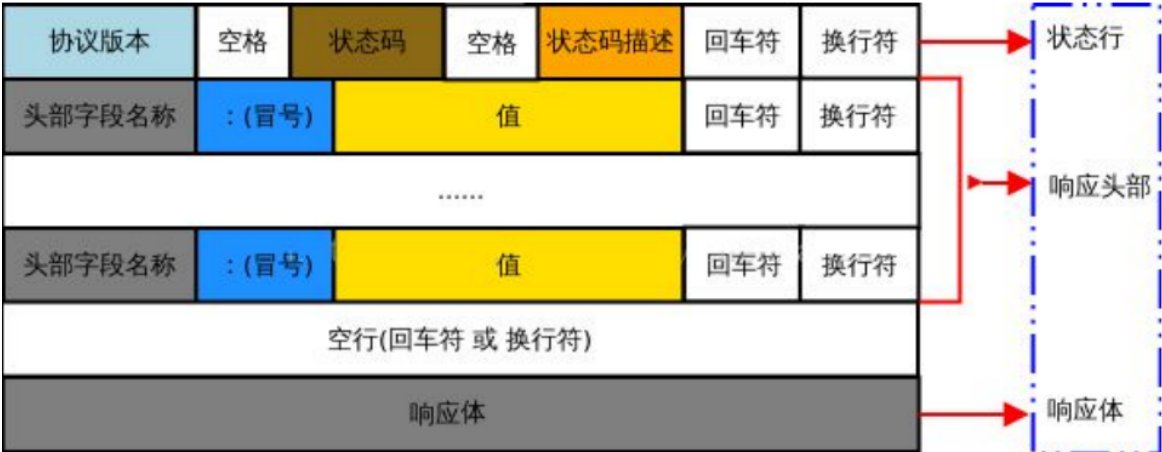 协议版本 空格 状态码 空格 状态码描述 回车符 换行符 状态行
头部字段名称 : (冒号) 值 回车符 换行符
...... 响应头部
头部字段名称 : (冒号) 值 回车符 换行符
空行(回车符 或 换行符)
响应体 响应体